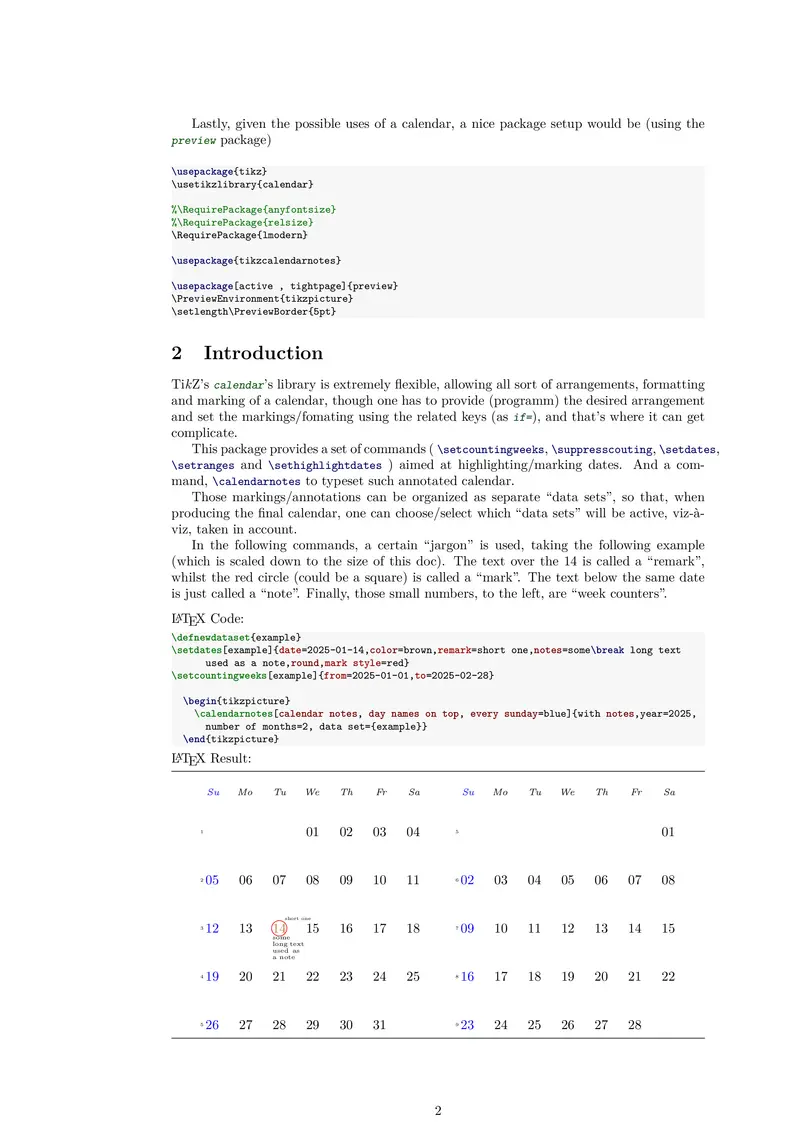 Lastly, given the possible uses of a calendar, a nice package setup would be (using the
preview package)
\usepackage{tikz}
\usetikzlibrary{calendar}
%\RequirePackage{anyfontsize}
%\RequirePackage{relsize}
\RequirePackage{lmodern}
\usepackage{tikzcalendarnotes}
\usepackage[active , tightpage]{preview}
\PreviewEnvironment{tikzpicture}
\setlength\PreviewBorder{5pt}
2 Introduction
TikZ's calendar's library is extremely flexible, allowing all sort of arrangements, formatting
and marking of a calendar, though one has to provide (programm) the desired arrangement
and set the markings/fomating using the related keys (as if=), and that's where it can get
complicate.
This package provides a set of commands ( \setcountingweeks, \suppresscouting, \setdates,
\setranges and \sethighlightdates ) aimed at highlighting/marking dates. And a com-
mand, \calendarnotes to typeset such annotated calendar.
Those markings/annotations can be organized as separate “data sets”, so that, when
producing the final calendar, one can choose/select which “data sets” will be active, viz-à-
viz, taken in account.
In the following commands, a certain “jargon” is used, taking the following example
(which is scaled down to the size of this doc). The text over the 14 is called a “remark”,
whilst the red circle (could be a square) is called a “mark”. The text below the same date
is just called a “note”. Finally, those small numbers, to the left, are “week counters”.
LATEX Code:
\defnewdataset{example}
\setdates[example]{date=2025-01-14,color=brown,remark=short one,notes=some\break long text
used as a note,round,mark style=red}
\setcountingweeks[example]{from=2025-01-01,to=2025-02-28}
\begin{tikzpicture}
\calendarnotes[calendar notes, day names on top, every sunday=blue]{with notes,year=2025,
number of months=2, data set={example}}
\end{tikzpicture}
LATEX Result:
Su Mo Tu We Th Fr Sa Su Mo Tu We Th Fr Sa
1 01 02 03 04 5 01
2 05 06 07 08 09 10 11 6 02 03 04 05 06 07 08
short one
3 12 13 14 15 16 17 18 7 09 10 11 12 13 14 15
some
long text
used as
a note
4 19 20 21 22 23 24 25 8 16 17 18 19 20 21 22
5 26 27 28 29 30 31 9 23 24 25 26 27 28
2